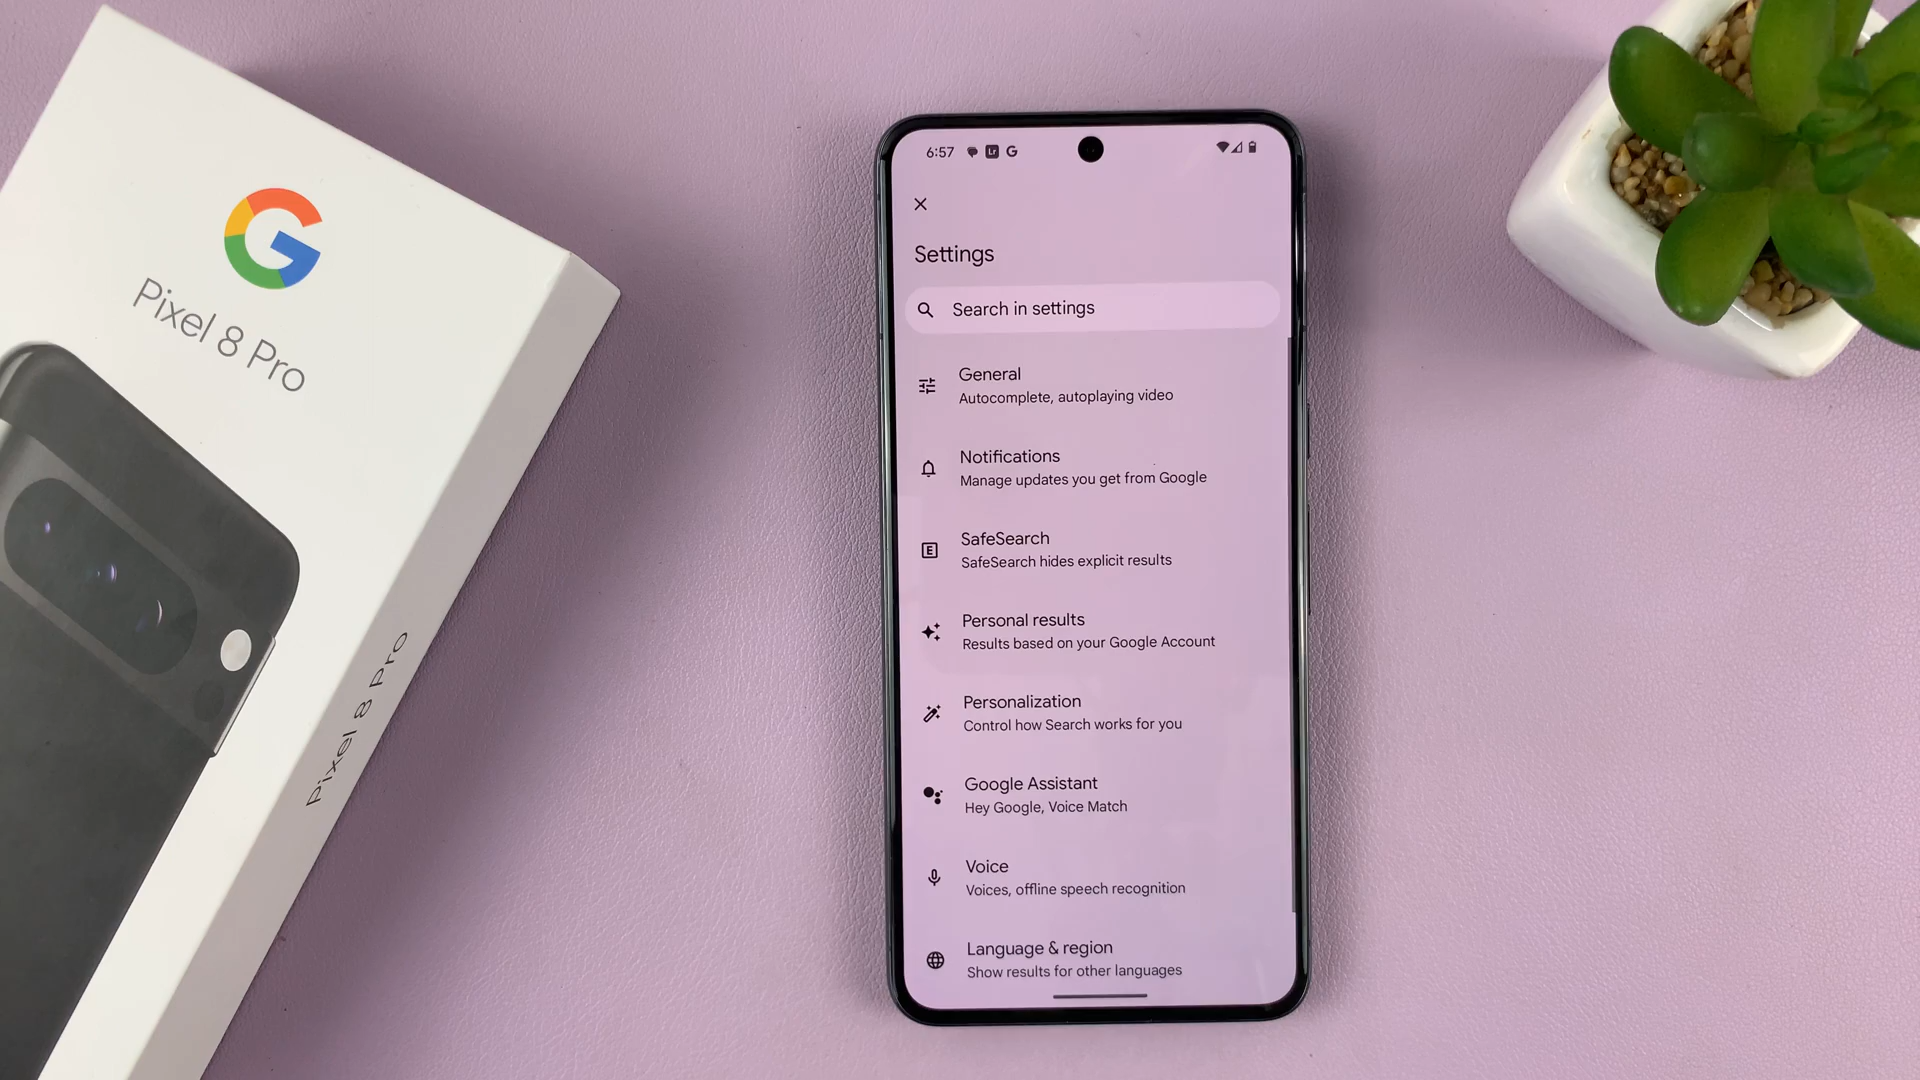 G
Pixel 8 Pro
Pixel 8 Pro
6:57 Lr G
Settings
Search in settings
General
Autocomplete, autoplaying video
Notifications
Manage updates you get from Google
E
SafeSearch
SafeSearch hides explicit results
Personal results
Results based on your Google Account
Personalization
Control how Search works for you
Google Assistant
Hey Google, Voice Match
Voice
Voices, offline speech recognition
Language & region
Show results for other languages